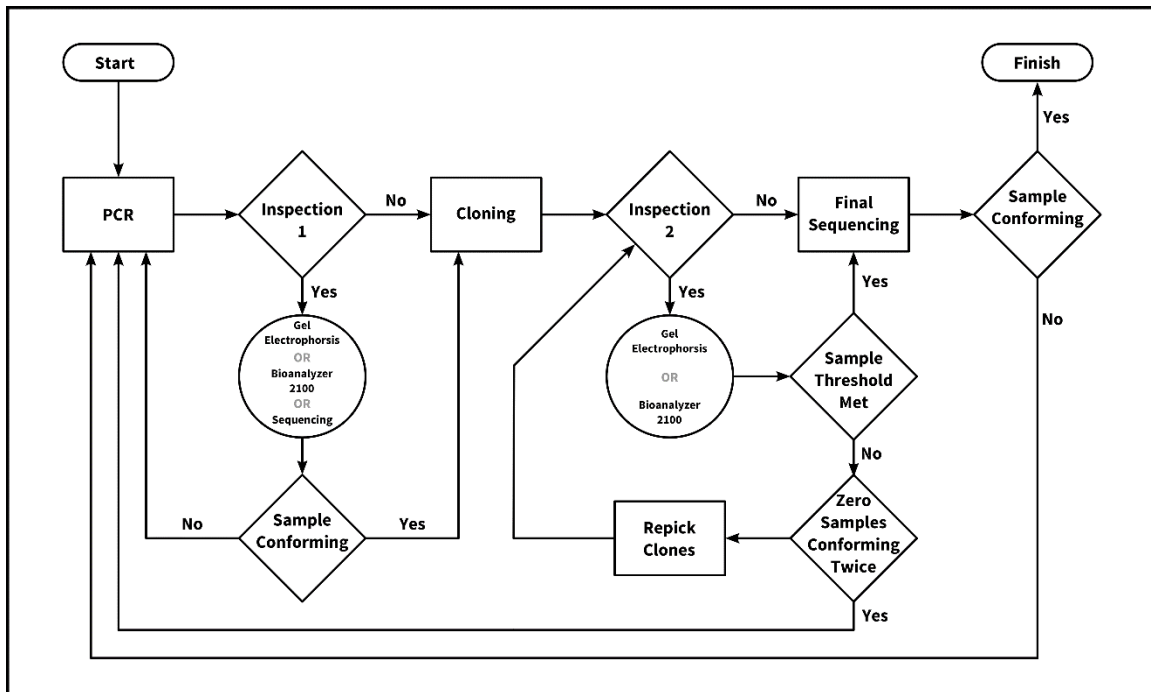 Start
Finish
Yes
PCR
Inspection
1
No
Cloning
Inspection
2
No
Final
Sequencing
Sample
Conforming
Yes
Gel
Electrophorsis
OR
Bioanalyzer
2100
OR
Sequencing
Yes
Gel
Electrophorsis
OR
Bioanalyzer
2100
Yes
Sample
Threshold
Met
No
No
No
Sample
Conforming
Yes
Repick
Clones
Zero
Samples
Conforming
Twice
Yes